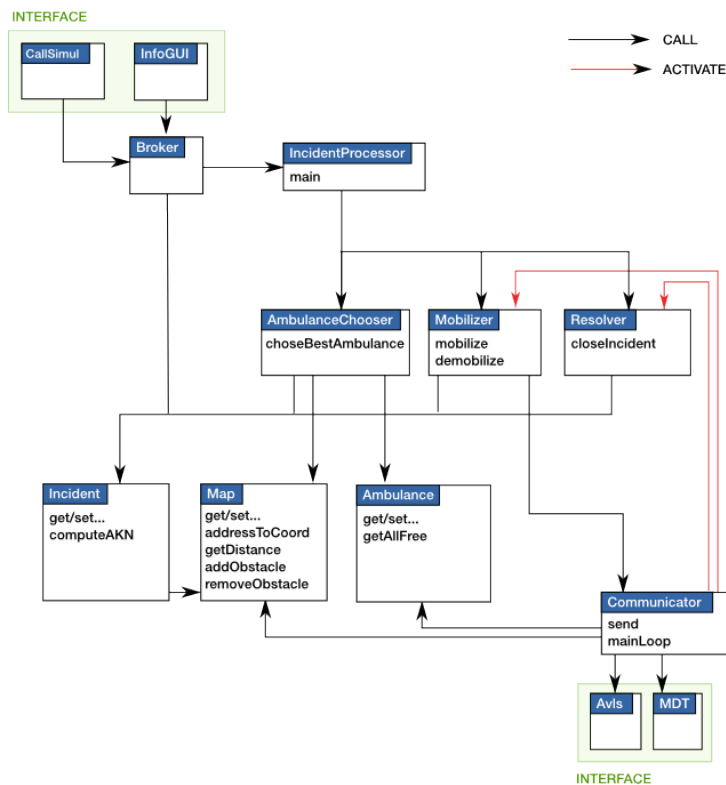 INTERFACE
CallSimul
InfoGUI
CALL
ACTIVATE
Broker
IncidentProcessor
main
AmbulanceChooser
choseBestAmbulance
Mobilizer
mobilize
demobilize
Resolver
closeIncident
Incident
get/set...
computeAKN
Map
get/set...
addressToCoord
getDistance
addObstacle
removeObstacle
Ambulance
get/set...
getAllFree
Communicator
send
mainLoop
Avls
MDT
INTERFACE